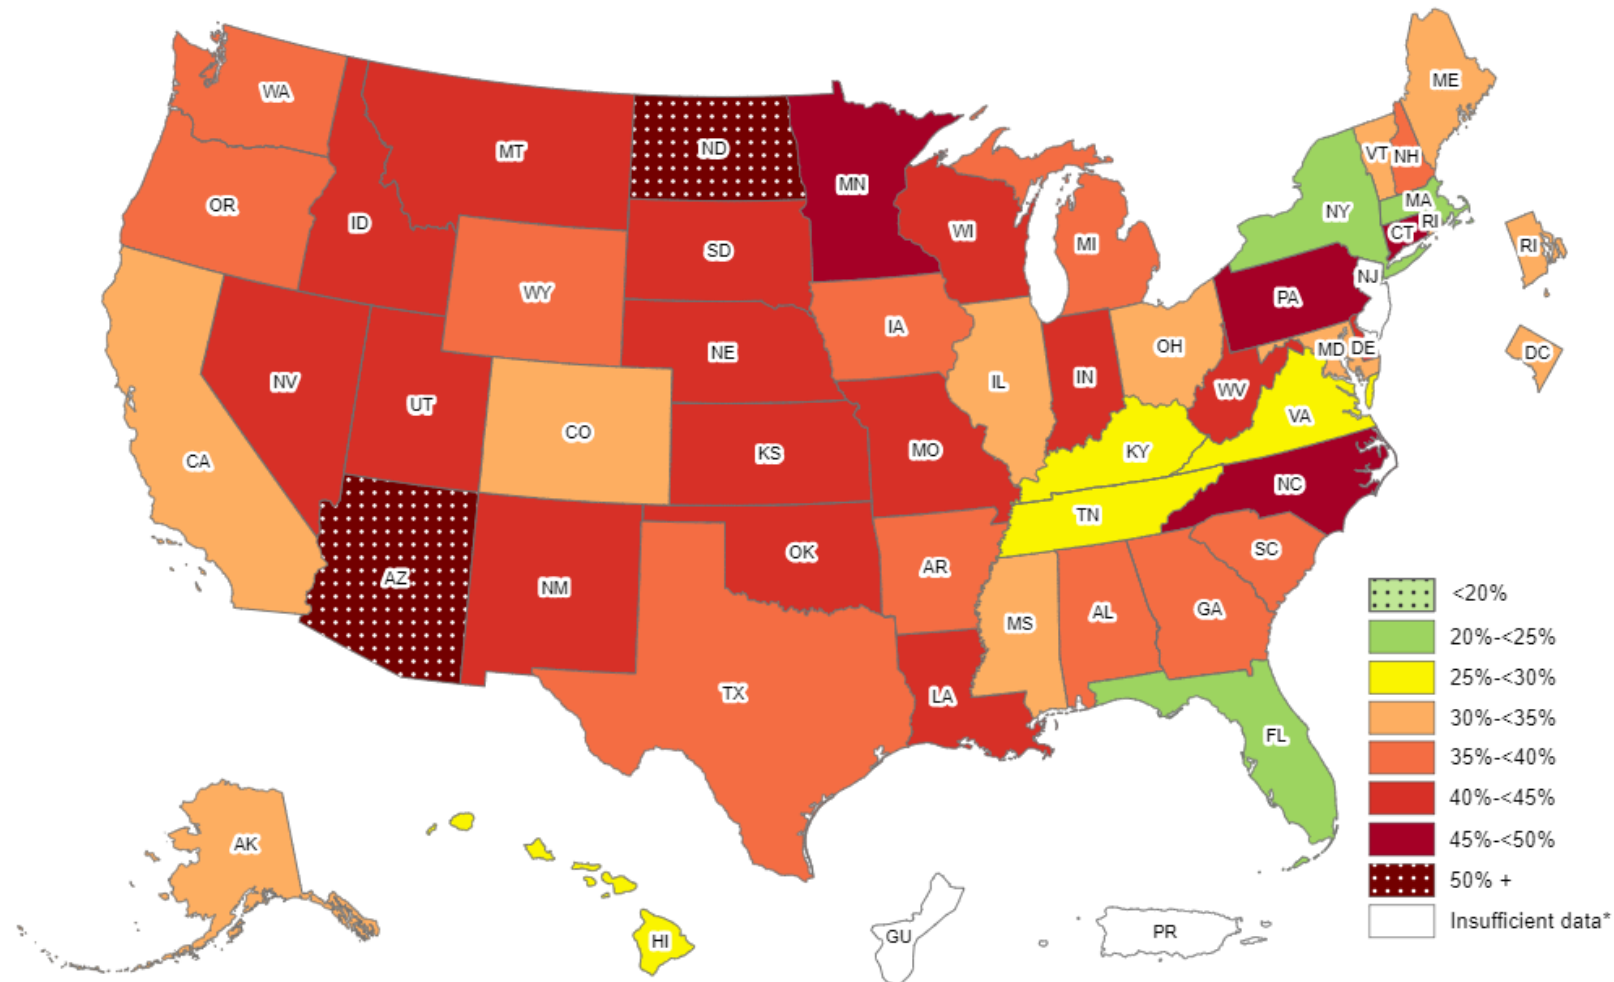 ME
WA
VT
NH
MT
ND
MN
MA
RI
NY
OR
ID
WI
CT
SD
MI
RI
NJ
WY
PA
IA
NE
OH
MD
DE
DC
NV
IL
IN
WV
UT
CO
VA
CA
KS
MO
KY
NC
TN
OK
AR
SC
AZ
NM
MS
AL
GA
TX
LA
FL
AK
HI
GU
PR
<20%
20%-<25%
25%-<30%
30%-<35%
35%-<40%
40%-<45%
45%-<50%
50% +
Insufficient data*